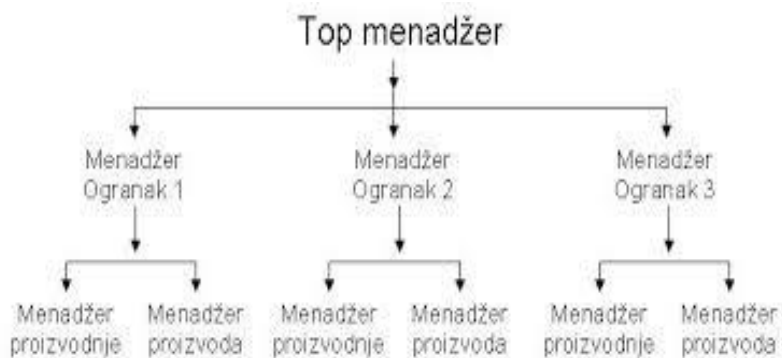 Top menadžer
Menadžer
Ogranak 1
Menadžer
Ogranak 2
Menadžer
Ogranak 3
Menadžer
proizvodnje
Menadžer
proizvoda
Menadžer
proizvodnje
Menadžer
proizvoda
Menadžer
proizvodnje
Menadžer
proizvoda